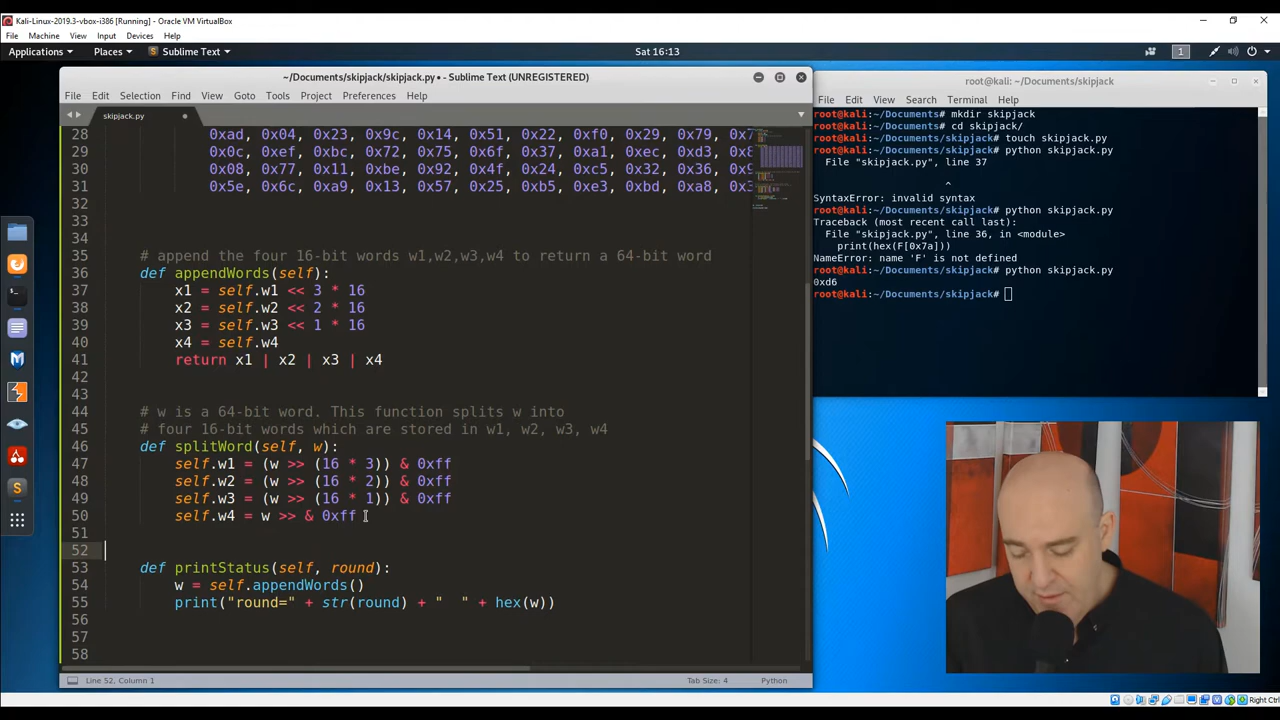 Kali-Linux-2019.3-vbox-i386 [Running] - Oracle VM VirtualBox
File Machine View Input Devices Help
Applications Places Sublime Text Sat 16:13 1
~/Documents/skipjack/skipjack.py • - Sublime Text (UNREGISTERED)
File Edit Selection Find View Goto Tools Project Preferences Help
skipjack.py
28 0xad, 0x04, 0x23, 0x9c, 0x14, 0x51, 0x22, 0xf0, 0x29, 0x79, 0x7
29 0x0c, 0xef, 0xbc, 0x72, 0x75, 0x6f, 0x37, 0xa1, 0xec, 0xd3, 0x8
30 0x08, 0x77, 0x11, 0xbe, 0x92, 0x4f, 0x24, 0xc5, 0x32, 0x36, 0x9
31 0x5e, 0x6c, 0xa9, 0x13, 0x57, 0x25, 0xb5, 0xe3, 0xbd, 0xa8, 0x3
32
33
34
35 # append the four 16-bit words w1,w2,w3,w4 to return a 64-bit word
36 def appendWords(self):
37 x1 = self.w1 << 3 * 16
38 x2 = self.w2 << 2 * 16
39 x3 = self.w3 << 1 * 16
40 x4 = self.w4
41 return x1 | x2 | x3 | x4
42
43
44 # w is a 64-bit word. This function splits w into
45 # four 16-bit words which are stored in w1, w2, w3, w4
46 def splitWord(self, w):
47 self.w1 = (w >> (16 * 3)) & 0xff
48 self.w2 = (w >> (16 * 2)) & 0xff
49 self.w3 = (w >> (16 * 1)) & 0xff
50 self.w4 = w >> & 0xff
51
52
53 def printStatus(self, round):
54 w = self.appendWords()
55 print("round=" + str(round) + "  " + hex(w))
56
57
58
Line 52, Column 1 Tab Size: 4 Python
root@kali: ~/Documents/skipjack
File Edit View Search Terminal Help
root@kali:~/Documents# mkdir skipjack
root@kali:~/Documents# cd skipjack/
root@kali:~/Documents/skipjack# touch skipjack.py
root@kali:~/Documents/skipjack# python skipjack.py
File "skipjack.py", line 37
^
SyntaxError: invalid syntax
root@kali:~/Documents/skipjack# python skipjack.py
Traceback (most recent call last):
File "skipjack.py", line 36, in <module>
print(hex(F[0x7a]))
NameError: name 'F' is not defined
root@kali:~/Documents/skipjack# python skipjack.py
0xd6
root@kali:~/Documents/skipjack#
Right Ctrl